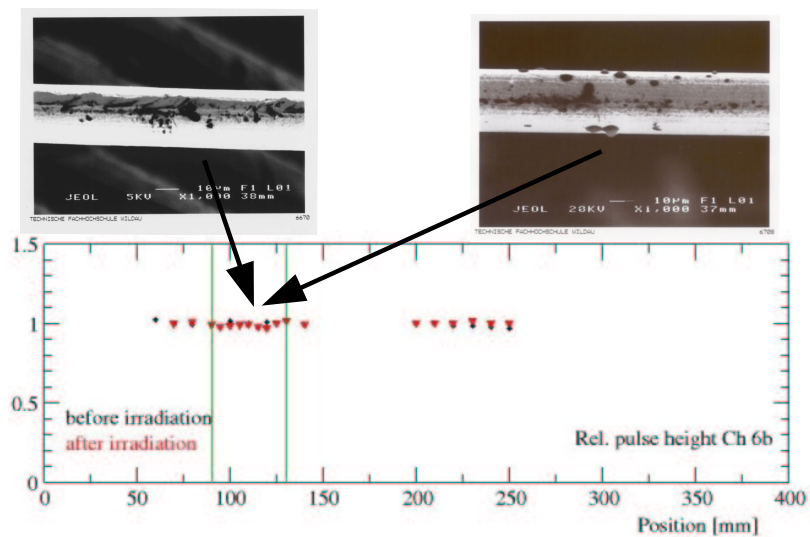 JEOL 5KV X1,000 10µm F1 L01 38mm
TECHNISCHE FACHHOCHSCHULE WILDAU 6670
JEOL 20KV X1,000 10µm F1 L01 37mm
TECHNISCHE FACHHOCHSCHULE WILDAU 6708
1.5
1
0.5
0
before irradiation
after irradiation
Rel. pulse height Ch 6b
0 50 100 150 200 250 300 350 400
Position [mm]